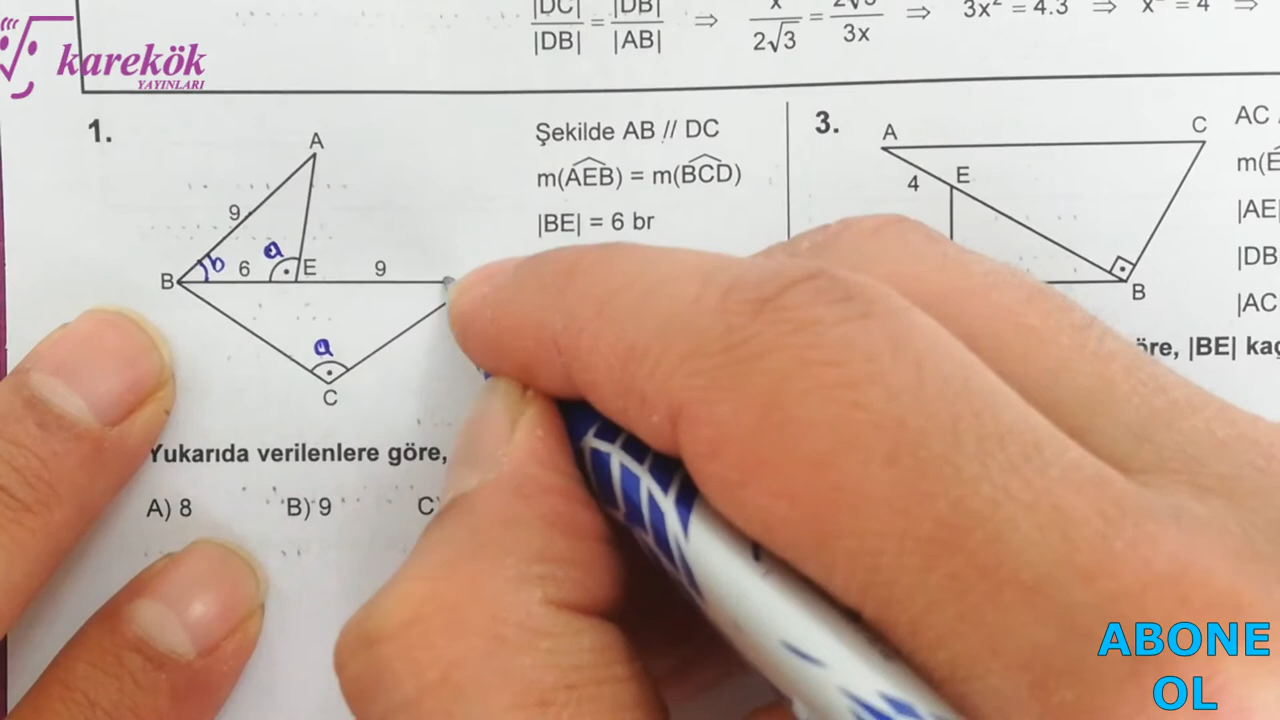 karekök
YAYINLARI
|DC| / |DB| = |DB| / |AB| ⇒ x / 2√3 = 2√3 / 3x ⇒ 3x² = 4.3 ⇒ x² = 4 ⇒
1.
A
9
b
6
a
E
9
B
a
C
Şekilde AB // DC
m(AEB) = m(BCD)
|BE| = 6 br
Yukarıda verilenlere göre,
A) 8 B) 9 C)
3.
A
C
4
E
B
AC
m(E
|AE|
|DB
|AC
öre, |BE| kaç
ABONE
OL